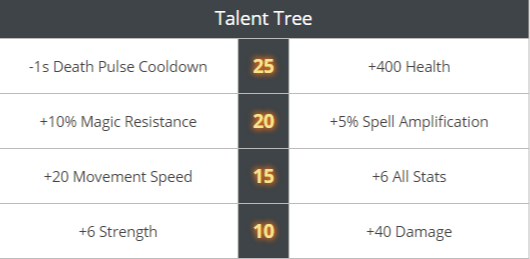 Talent Tree
-1s Death Pulse Cooldown 25 +400 Health
+10% Magic Resistance 20 +5% Spell Amplification
+20 Movement Speed 15 +6 All Stats
+6 Strength 10 +40 Damage